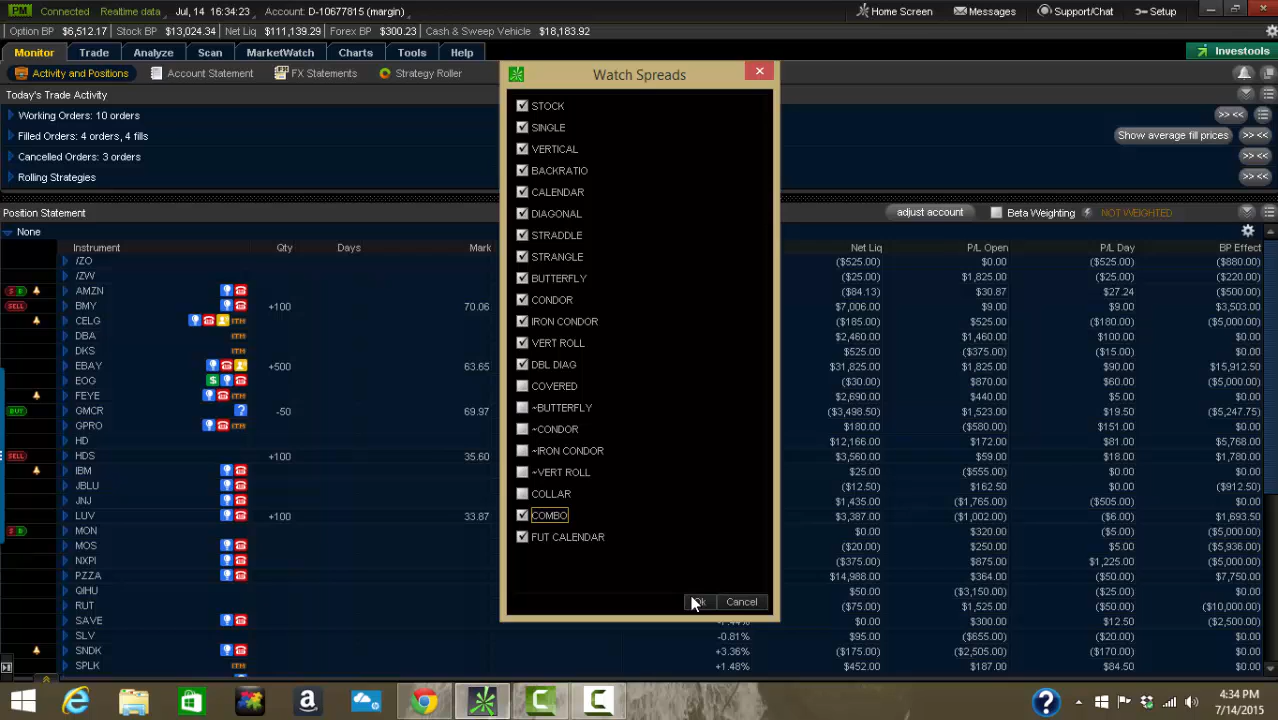 Connected Realtime data Jul, 14, 14:34:23 Account: D-10677815 (margin) Home Screen Messages Support/Chat Setup
Option BP $6,512.17 Stock BP $13,024.34 Net Liq $111,139.29 Forex BP $300.23 Cash & Sweep Vehicle $18,183.92
Monitor Trade Analyze Scan MarketWatch Charts Tools Help Investools
Activity and Positions Account Statement FX Statements Strategy Roller
Today's Trade Activity
Working Orders: 10 orders >> <<
Filled Orders: 4 orders, 4 fills Show average fill prices >> <<
Cancelled Orders: 3 orders >> <<
Rolling Strategies >> <<
Position Statement adjust account Beta Weighting NOT WEIGHTED
None
Instrument Qty Days Mark Net Liq P/L Open P/L Day BP Effect
/ZO ($525.00) $0.00 ($525.00) ($880.00)
/ZW ($25.00) $1,825.00 ($25.00) ($220.00)
AMZN ($84.13) $30.87 $27.24 ($500.00)
SELL BMY +100 70.06 $7,006.00 $9.00 $9.00 $3,503.00
CELG ITM ($185.00) $525.00 ($180.00) ($5,000.00)
DBA ITM $2,460.00 $1,460.00 $100.00 $0.00
DKS ITM $525.00 ($375.00) ($15.00) $0.00
EBAY +500 63.65 $31,825.00 $1,825.00 $90.00 $15,912.50
EOG $ ($30.00) $870.00 $60.00 ($5,000.00)
FEYE ITM $2,690.00 $440.00 $5.00 $0.00
BUY GMCR ? -50 69.97 ($3,498.50) $1,523.00 $19.50 ($5,247.75)
GPRO ITM $180.00 ($580.00) $151.00 $0.00
HD $12,166.00 $172.00 $81.00 $5,768.00
SELL HDS +100 35.60 $3,560.00 $59.00 $18.00 $1,780.00
IBM $25.00 ($555.00) $0.00 $0.00
JBLU ($12.50) $162.50 $0.00 ($912.50)
JNJ $1,435.00 ($1,765.00) ($505.00) $0.00
LUV +100 33.87 $3,387.00 ($1,002.00) ($6.00) $1,693.50
MON $0.00 $320.00 $0.00 $0.00
MOS ($20.00) $250.00 $5.00 ($5,936.00)
NXPI ($375.00) $875.00 $1,225.00 ($5,000.00)
PZZA $14,988.00 $364.00 ($50.00) $7,750.00
QIHU $50.00 ($3,150.00) ($25.00) $0.00
RUT ($75.00) $1,525.00 $50.00 ($10,000.00)
SAVE $0.00 $300.00 $12.50 ($2,500.00)
SLV -0.81% $95.00 ($655.00) ($20.00) $0.00
SNDK +3.36% ($175.00) ($2,505.00) ($170.00) $0.00
SPLK ITM +1.48% $452.00 $187.00 $84.50 $0.00
Watch Spreads
STOCK
SINGLE
VERTICAL
BACKRATIO
CALENDAR
DIAGONAL
STRADDLE
STRANGLE
BUTTERFLY
CONDOR
IRON CONDOR
VERT ROLL
DBL DIAG
COVERED
~BUTTERFLY
~CONDOR
~IRON CONDOR
~VERT ROLL
COLLAR
COMBO
FUT CALENDAR
Ok Cancel
4:34 PM
7/14/2015